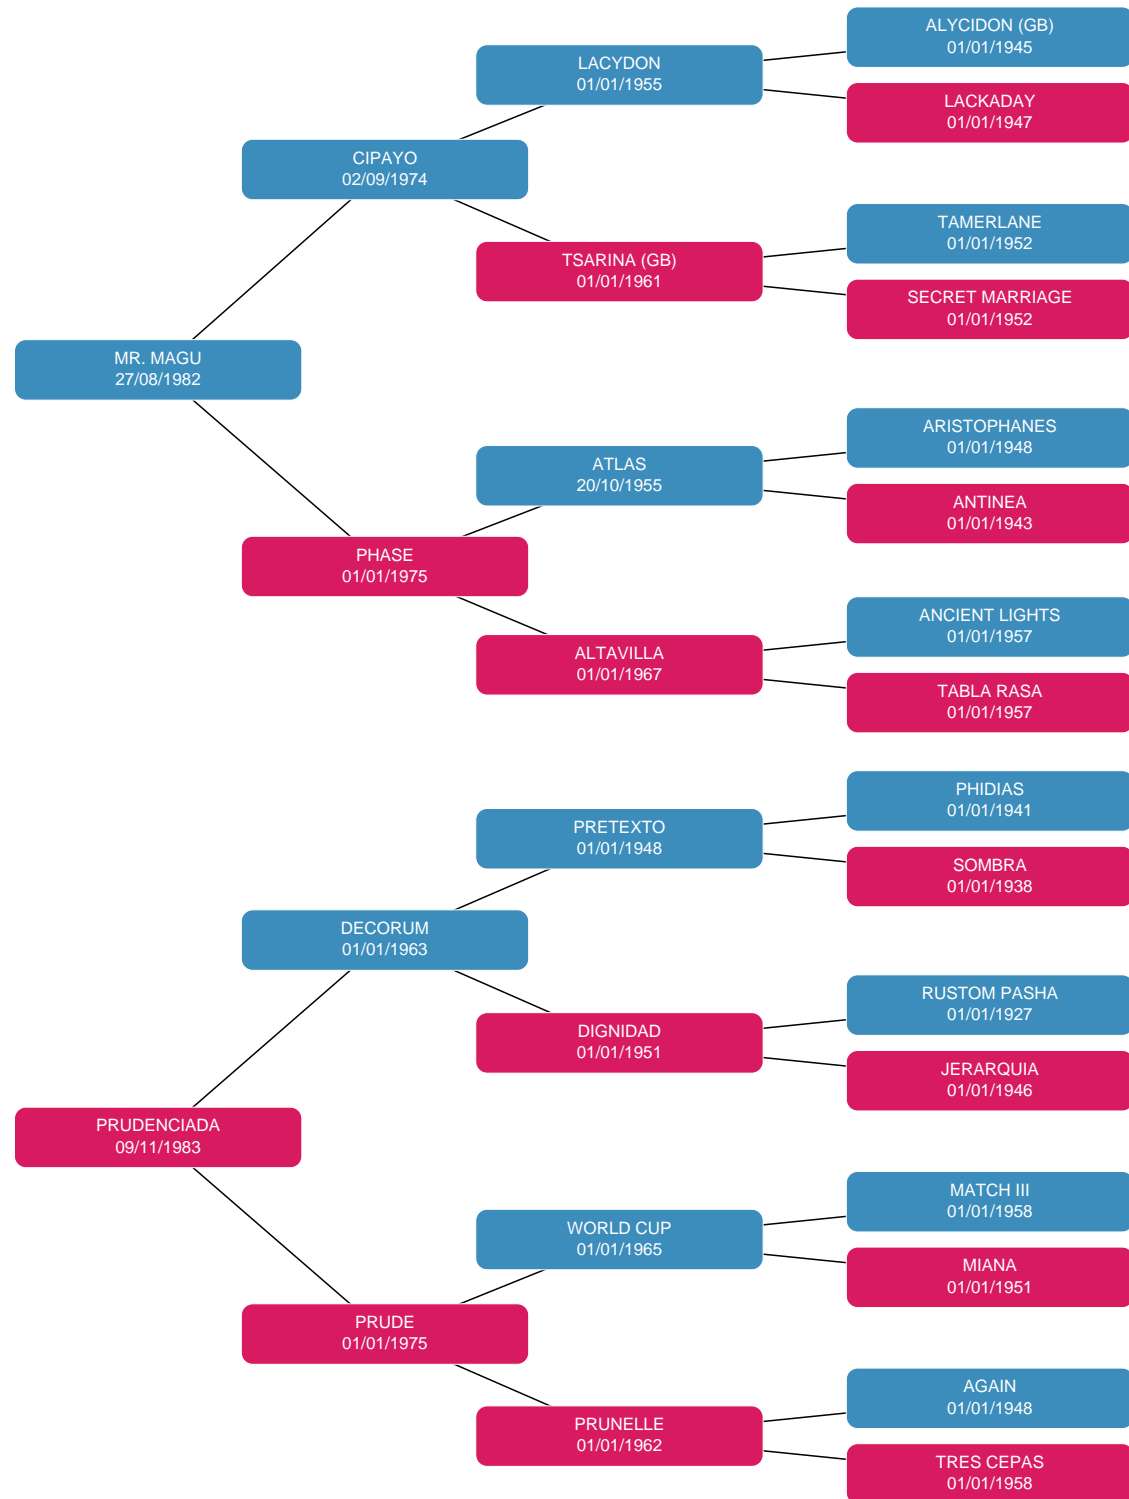 ALYCIDON (GB)
01/01/1945
LACYDON
01/01/1955
LACKADAY
01/01/1947
CIPAYO
02/09/1974
TAMERLANE
01/01/1952
TSARINA (GB)
01/01/1961
SECRET MARRIAGE
01/01/1952
MR. MAGU
27/08/1982
ARISTOPHANES
01/01/1948
ATLAS
20/10/1955
ANTINEA
01/01/1943
PHASE
01/01/1975
ANCIENT LIGHTS
01/01/1957
ALTAVILLA
01/01/1967
TABLA RASA
01/01/1957
PHIDIAS
01/01/1941
PRETEXTO
01/01/1948
SOMBRA
01/01/1938
DECORUM
01/01/1963
RUSTOM PASHA
01/01/1927
DIGNIDAD
01/01/1951
JERARQUIA
01/01/1946
PRUDENCIADA
09/11/1983
MATCH III
01/01/1958
WORLD CUP
01/01/1965
MIANA
01/01/1951
PRUDE
01/01/1975
AGAIN
01/01/1948
PRUNELLE
01/01/1962
TRES CEPAS
01/01/1958